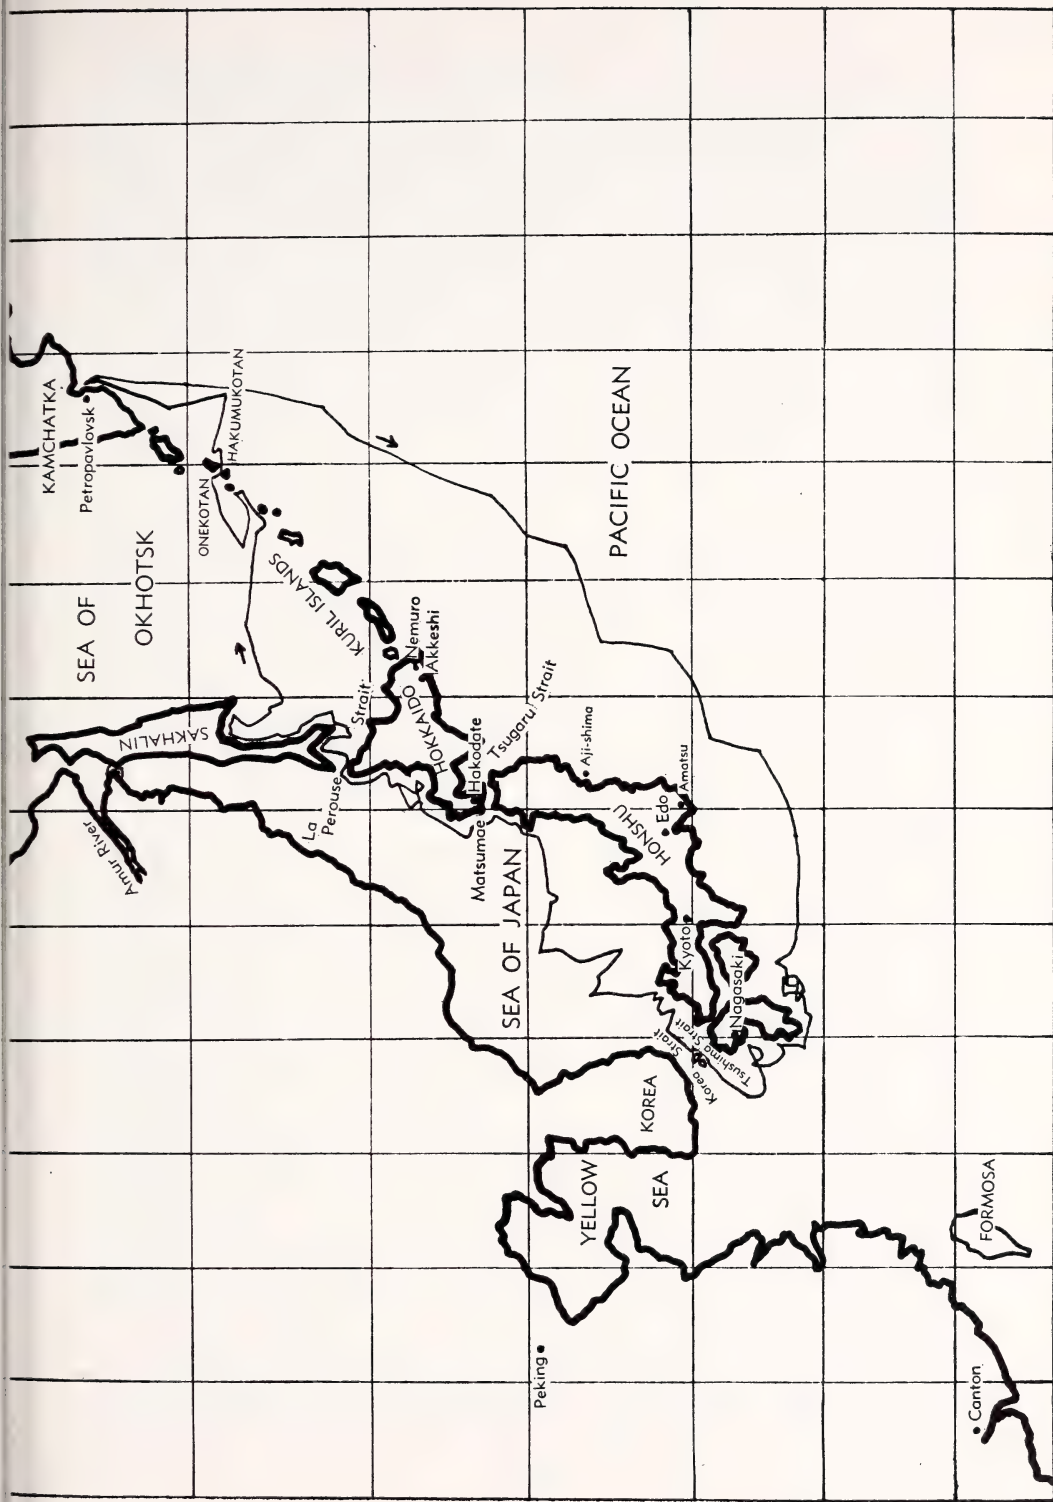 KAMCHATKA
Petropavlovsk
SEA OF
OKHOTSK
ONEKOTAN
HAKUMUKOTAN
KURIL ISLANDS
SAKHALIN
Amur River
La
Perouse
Strait
Nemuro
Akkeshi
HOKKAIDO
Hakodate
Matsumae
Tsugaru Strait
PACIFIC OCEAN
Aji-shima
SEA OF JAPAN
HONSHU
Edo
Amatsu
Kyoto
Nagasaki
Korea Strait
Tsushima Strait
KOREA
YELLOW
SEA
Peking
FORMOSA
Canton